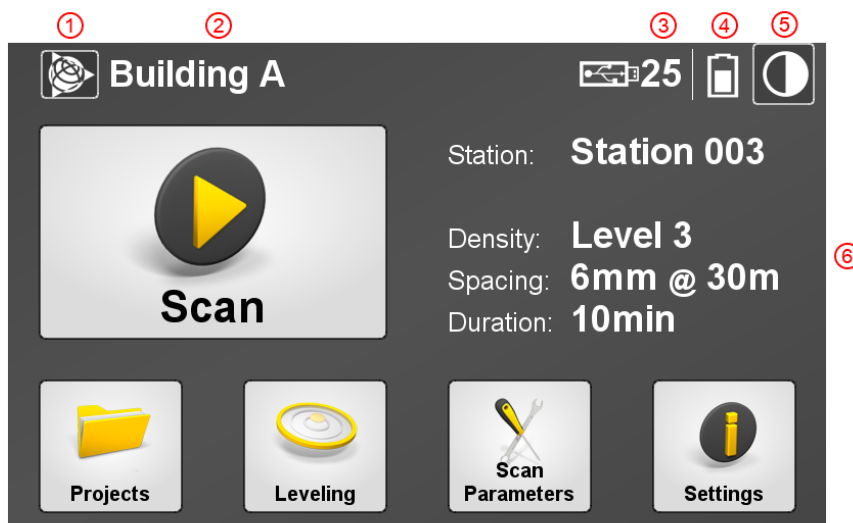 ① ② ③ ④ ⑤
Building A 25
Station: Station 003
Density: Level 3
⑥
Spacing: 6mm @ 30m
Scan
Duration: 10min
Projects
Leveling
Scan
Parameters
Settings